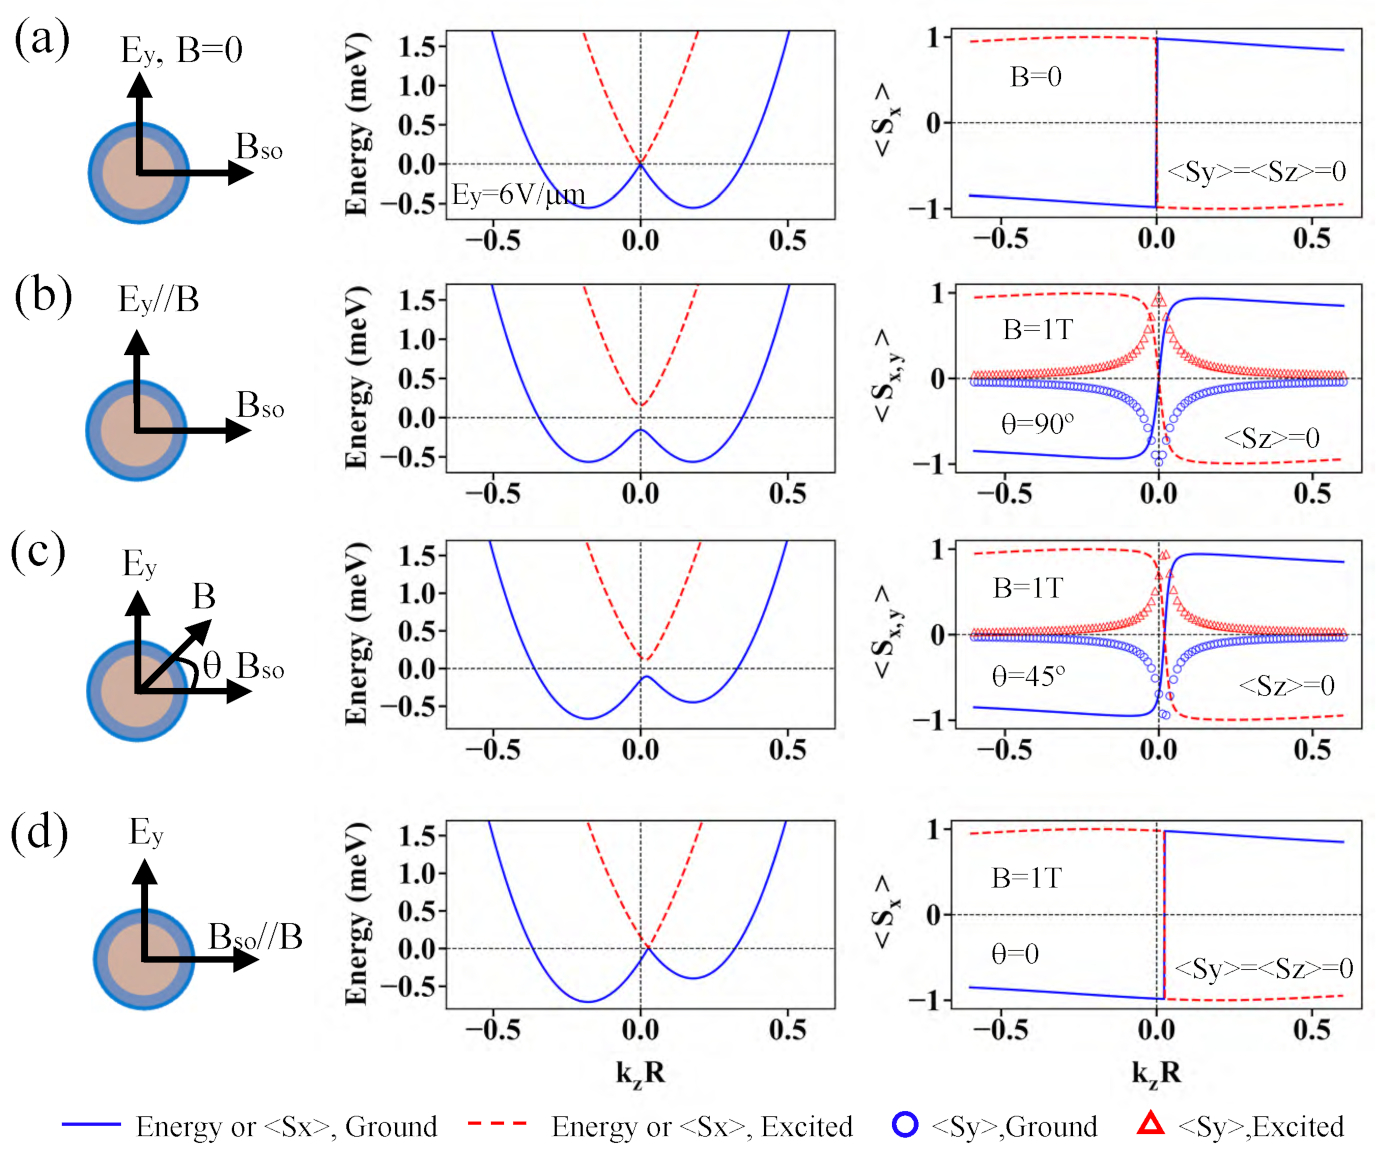 (a)
Ey, B=0
Bso
Energy (meV)
1.5
1.0
0.5
0.0
−0.5
Ey=6V/μm
−0.5
0.0
0.5
<Sx>
1
0
−1
B=0
<Sy>=<Sz>=0
−0.5
0.0
0.5
(b)
Ey//B
Bso
Energy (meV)
1.5
1.0
0.5
0.0
−0.5
−0.5
0.0
0.5
<Sx,y>
1
0
−1
B=1T
θ=90°
<Sz>=0
−0.5
0.0
0.5
(c)
Ey
B
θ
Bso
Energy (meV)
1.5
1.0
0.5
0.0
−0.5
−0.5
0.0
0.5
<Sx,y>
1
0
−1
B=1T
θ=45°
<Sz>=0
−0.5
0.0
0.5
(d)
Ey
Bso//B
Energy (meV)
1.5
1.0
0.5
0.0
−0.5
−0.5
0.0
0.5
kzR
<Sx>
1
0
−1
B=1T
θ=0
<Sy>=<Sz>=0
−0.5
0.0
0.5
kzR
Energy or <Sx>, Ground
Energy or <Sx>, Excited
<Sy>,Ground
<Sy>,Excited